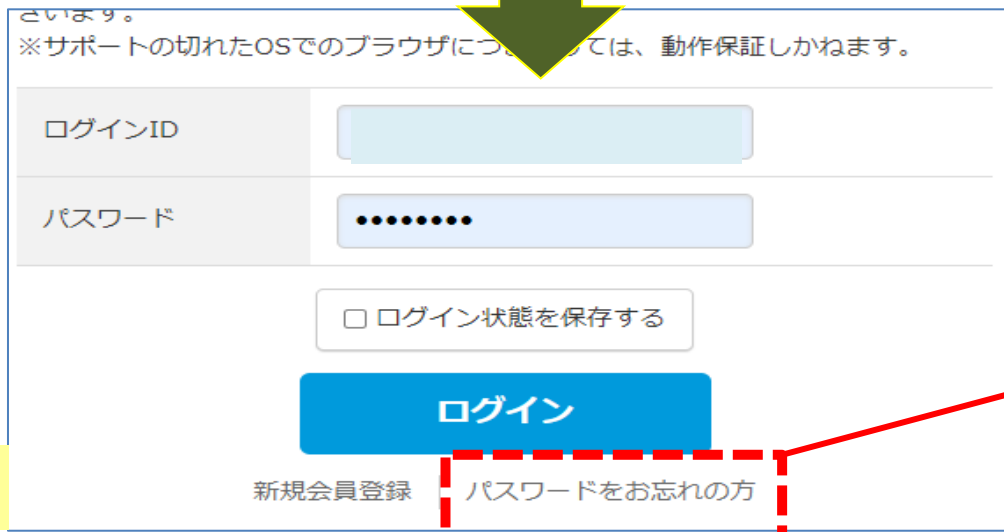 さいます。
※サポートの切れたOSでのブラウザにつ ては、動作保証しかねます。
ログインID
パスワード
••••••••
ログイン状態を保存する
ログイン
新規会員登録 パスワードをお忘れの方